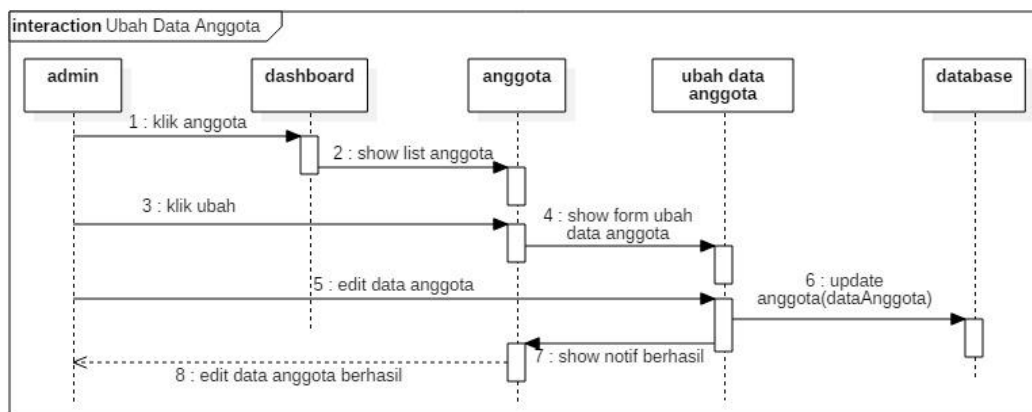 interaction Ubah Data Anggota
admin
dashboard
anggota
ubah data
anggota
database
1 : klik anggota
2 : show list anggota
3 : klik ubah
4 : show form ubah
data anggota
5 : edit data anggota
6 : update
anggota(dataAnggota)
7 : show notif berhasil
8 : edit data anggota berhasil